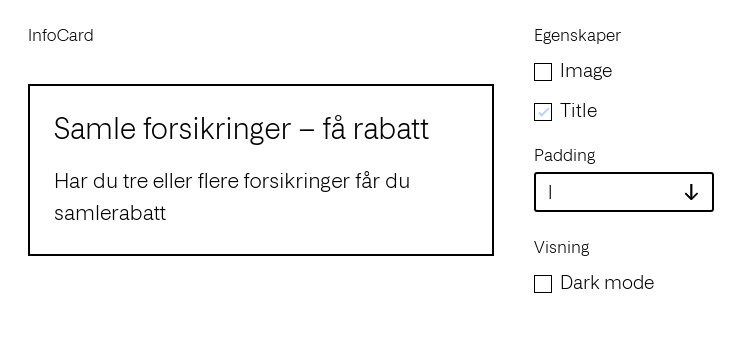 InfoCard
Samle forsikringer – få rabatt
Har du tre eller flere forsikringer får du
samlerabatt
Egenskaper
Image
Title
Padding
l
Visning
Dark mode